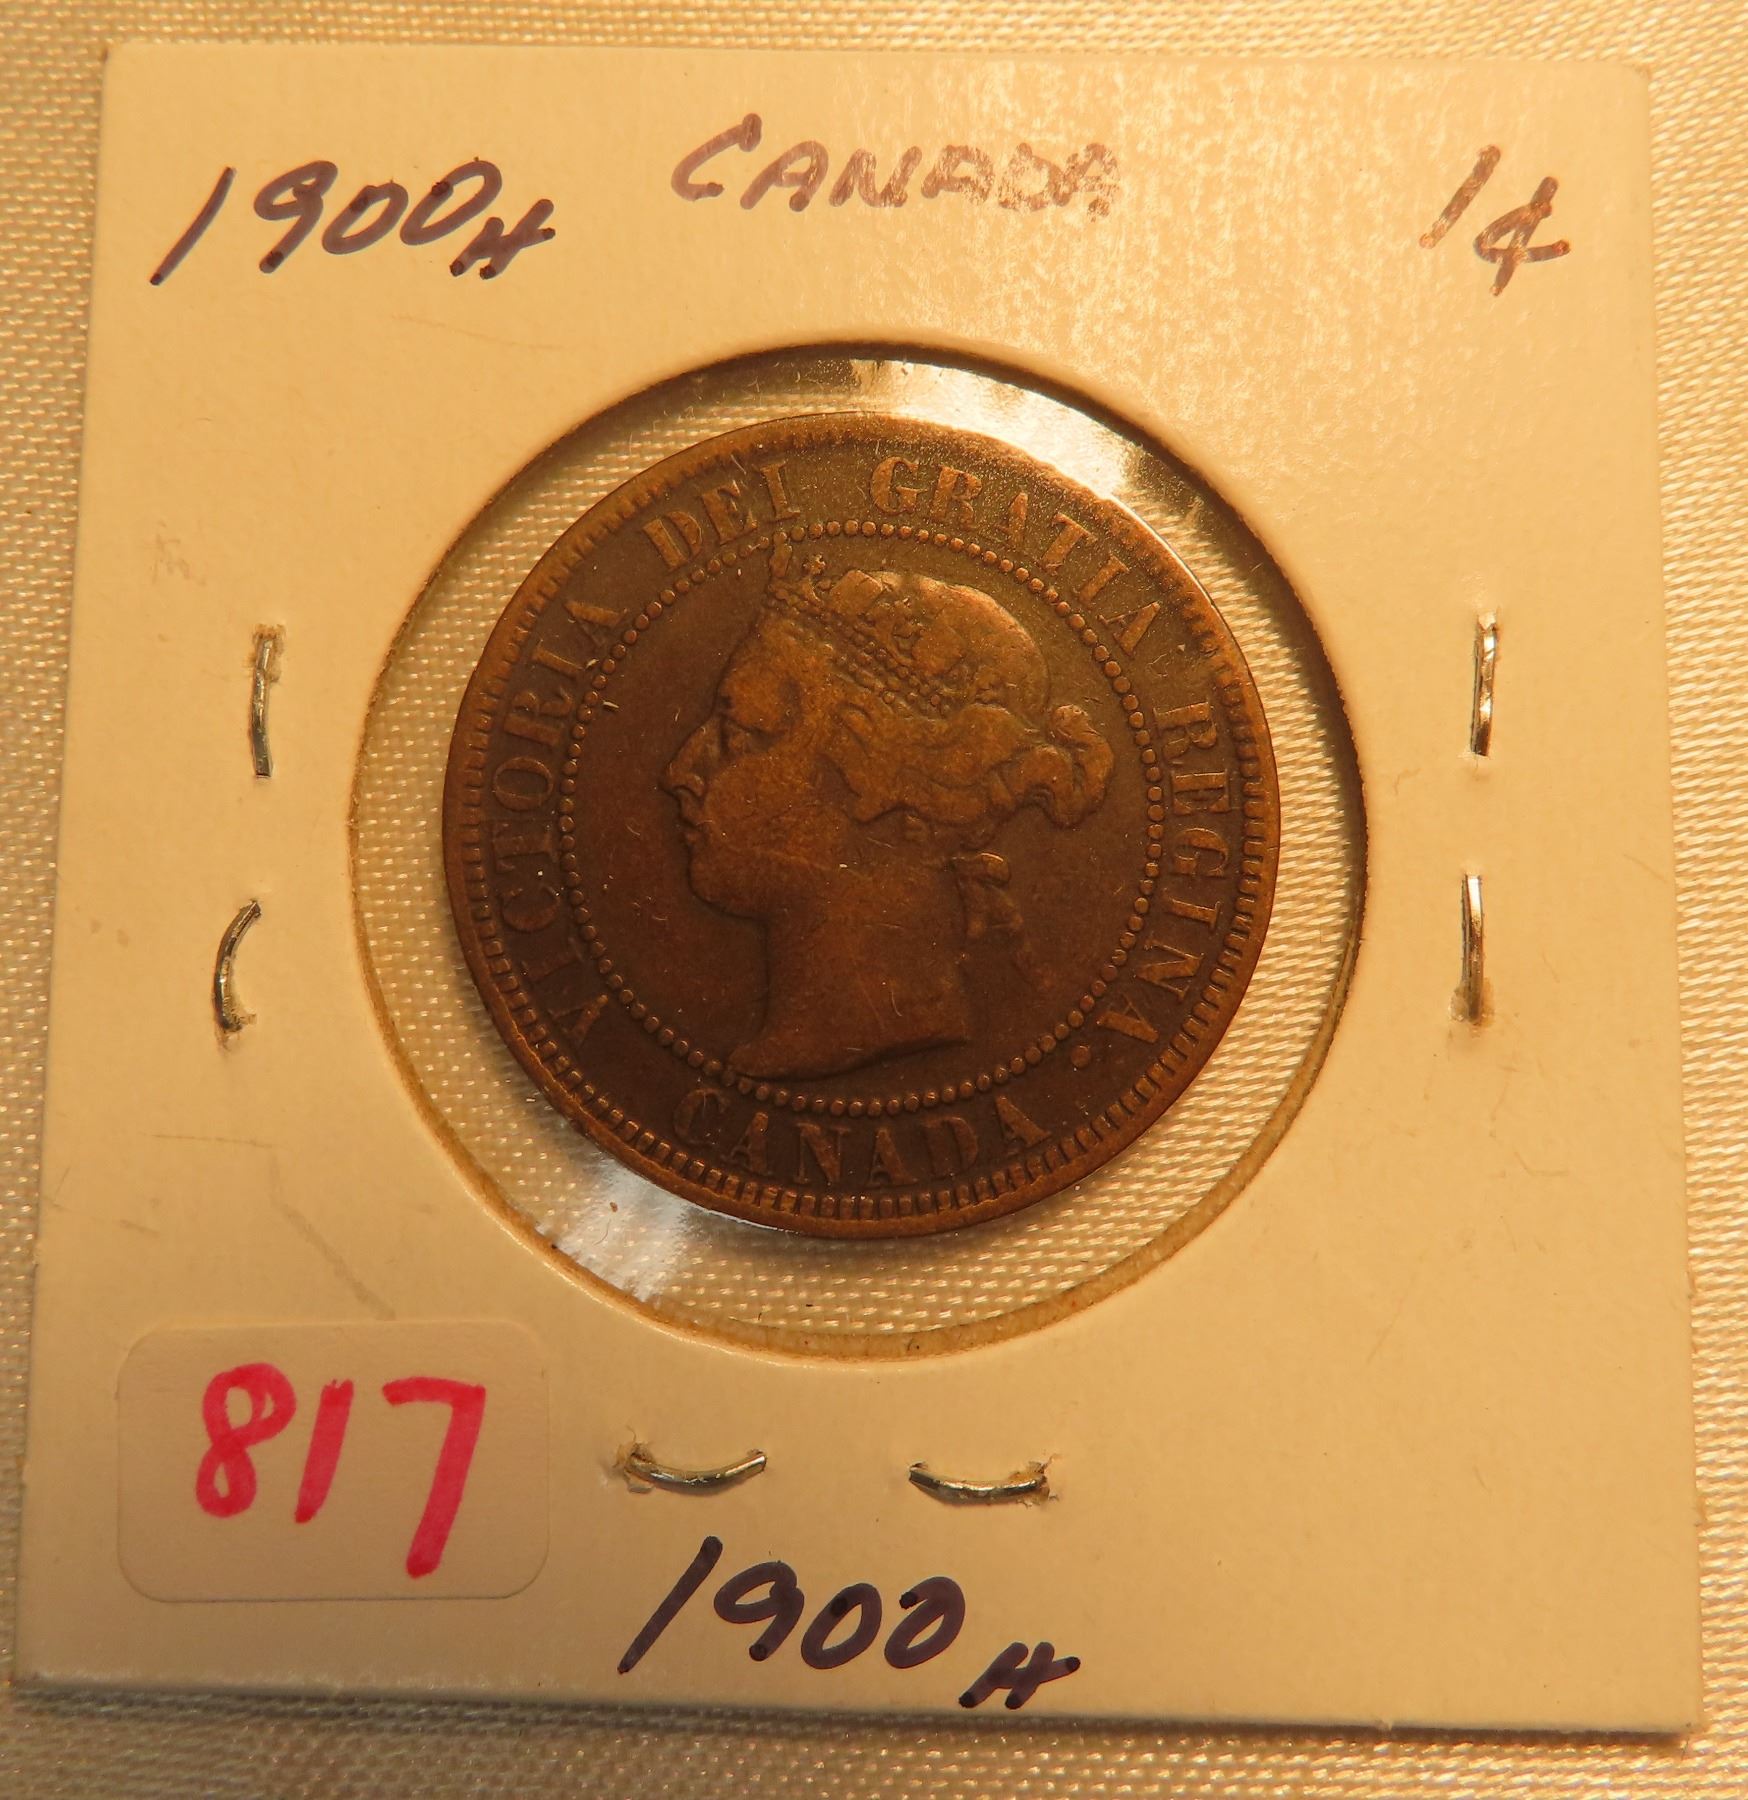 1900H CANADA 1¢
VICTORIA DEI GRATIA REGINA.
CANADA
817
1900H